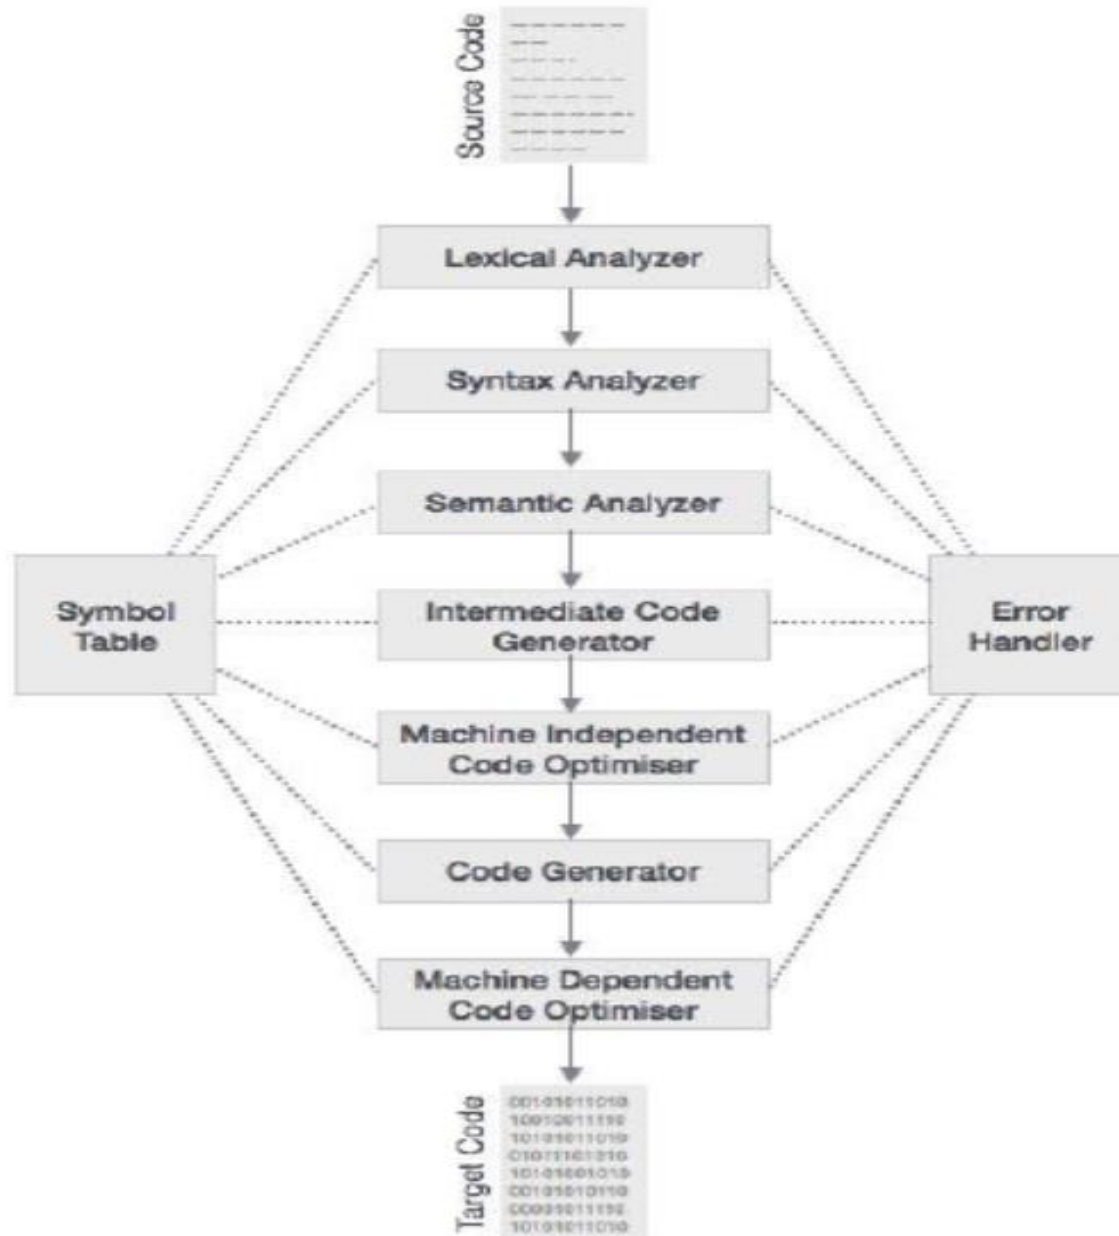 Source Code
Lexical Analyzer
Syntax Analyzer
Semantic Analyzer
Symbol
Table
Intermediate Code
Generator
Error
Handler
Machine Independent
Code Optimiser
Code Generator
Machine Dependent
Code Optimiser
Target Code